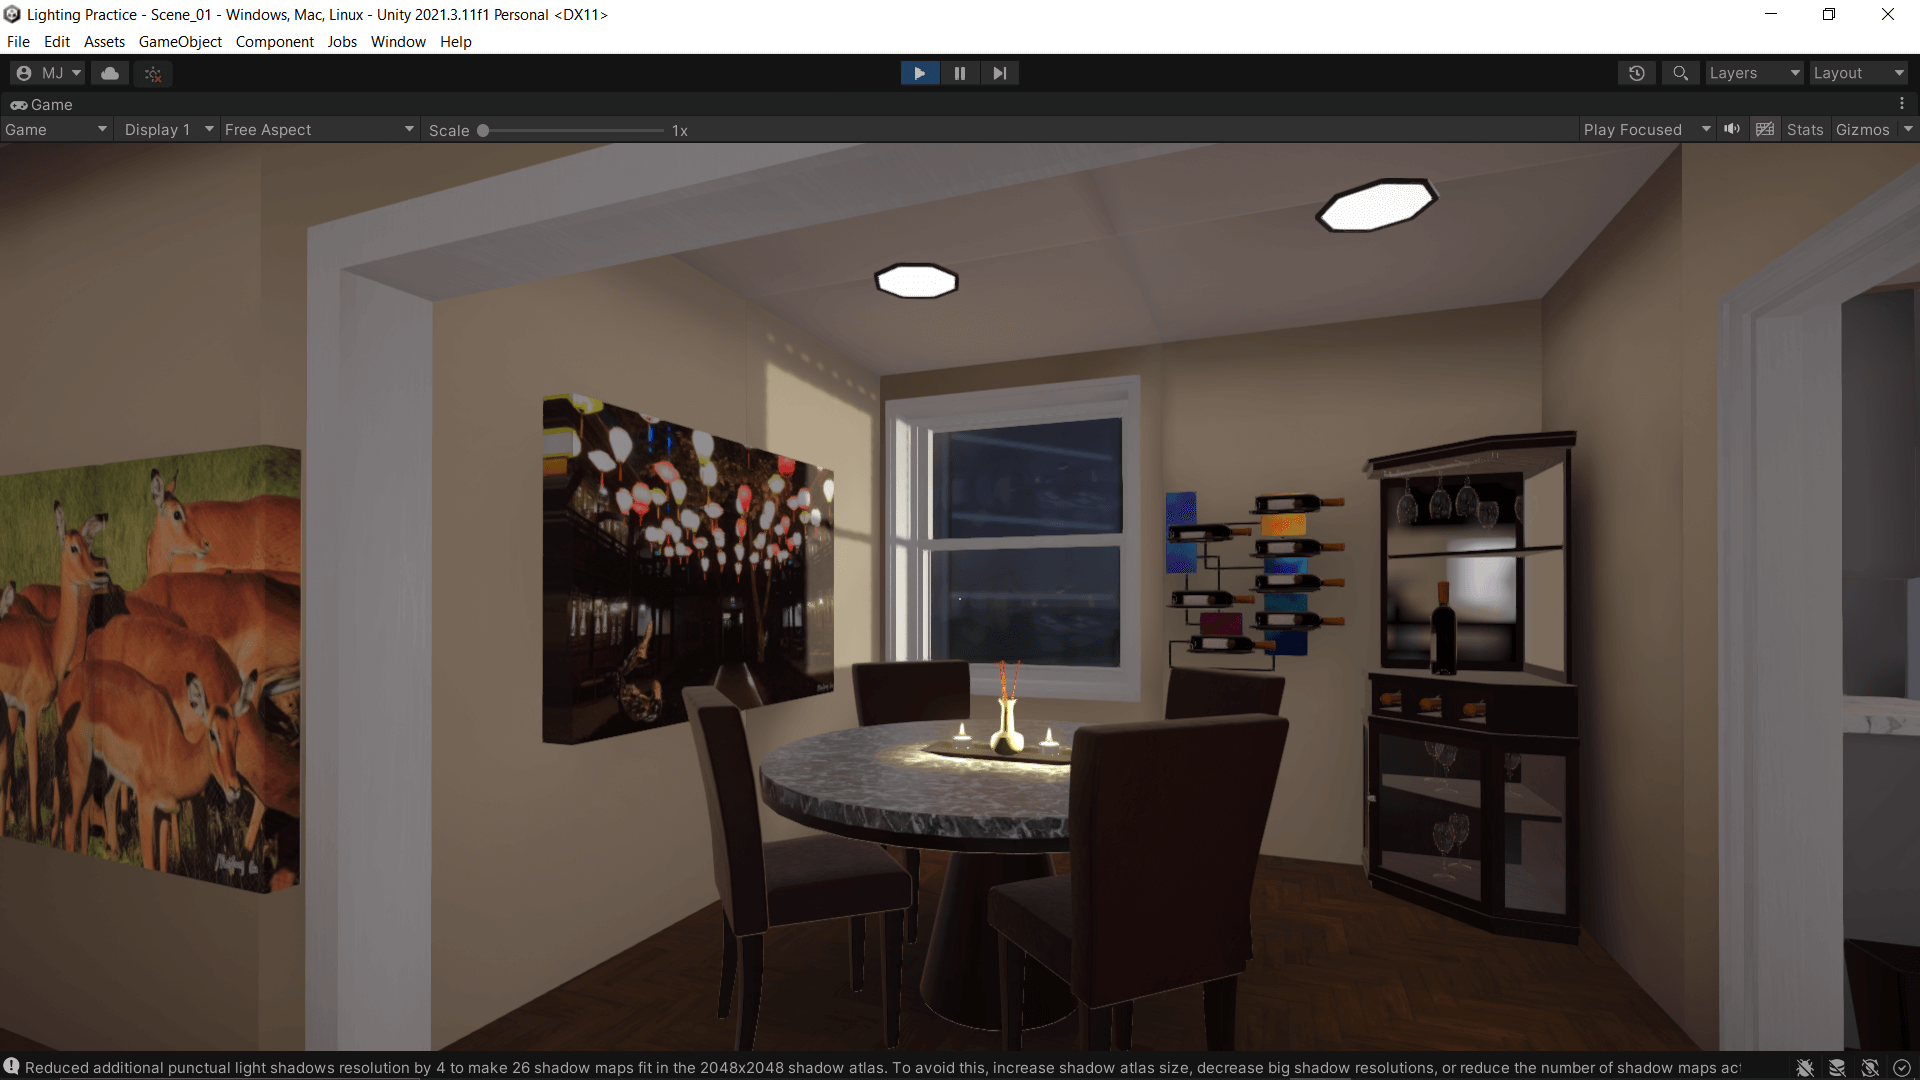 Lighting Practice - Scene_01 - Windows, Mac, Linux - Unity 2021.3.11f1 Personal <DX11>
File Edit Assets GameObject Component Jobs Window Help
MJ Layers Layout
Game
Game Display 1 Free Aspect Scale 1x Play Focused Stats Gizmos
Reduced additional punctual light shadows resolution by 4 to make 26 shadow maps fit in the 2048x2048 shadow atlas. To avoid this, increase shadow atlas size, decrease big shadow resolutions, or reduce the number of shadow maps act